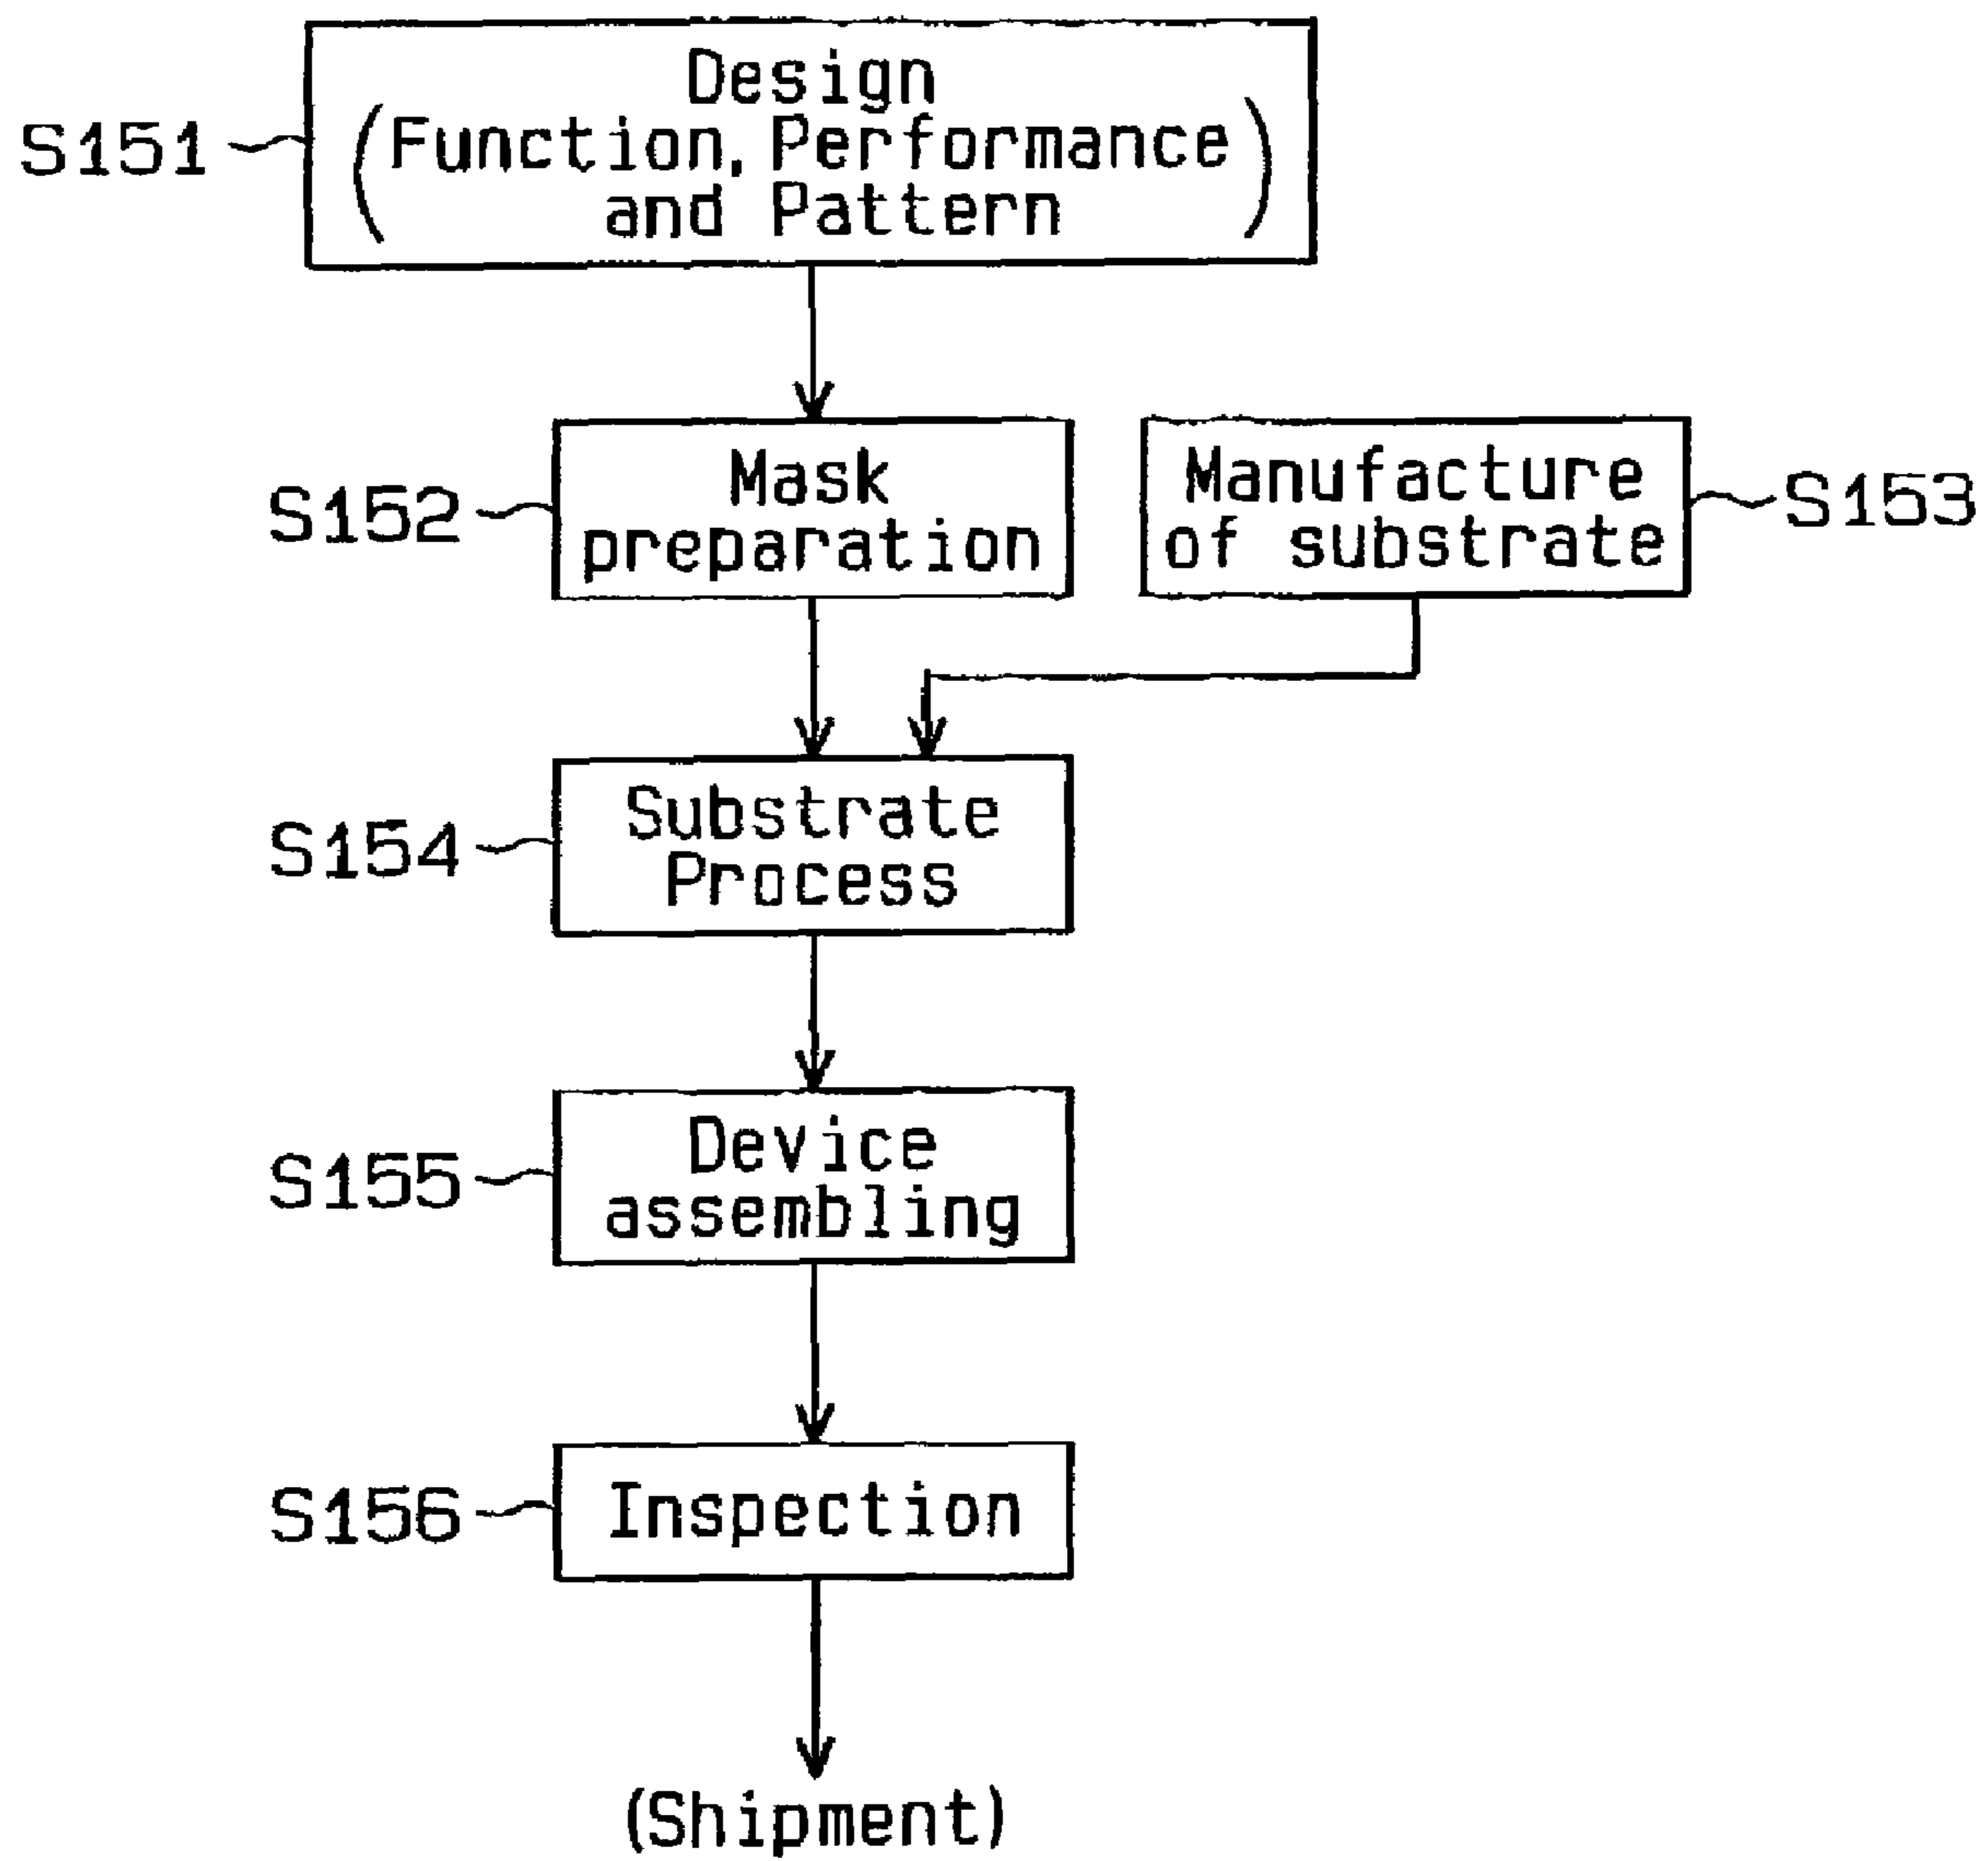 Design
S151
(Function, Performance
and Pattern)
S152
Mask
preparation
Manufacture
of substrate
S153
S154
Substrate
Process
S155
Device
assembling
S156
Inspection
(Shipment)